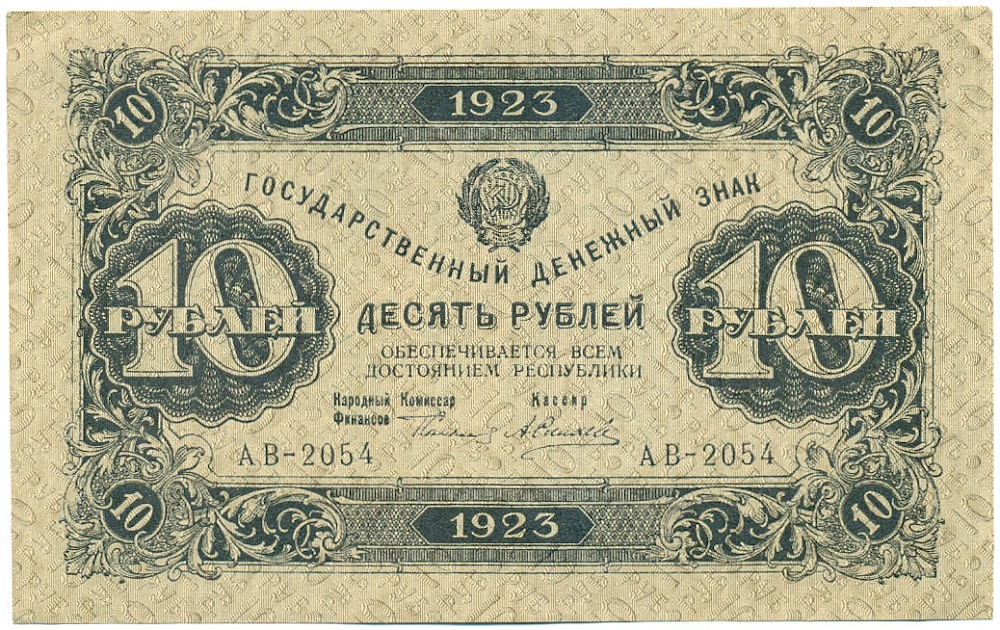 1923
10 10
ГОСУДАРСТВЕННЫЙ ДЕНЕЖНЫЙ ЗНАК
10 РУБЛЕЙ
ДЕСЯТЬ РУБЛЕЙ
10 РУБЛЕЙ
ОБЕСПЕЧИВАЕТСЯ ВСЕМ
ДОСТОЯНИЕМ РЕСПУБЛИКИ
Народный Комиссар
Финансов
Кассир
АВ-2054 АВ-2054
10 10
1923